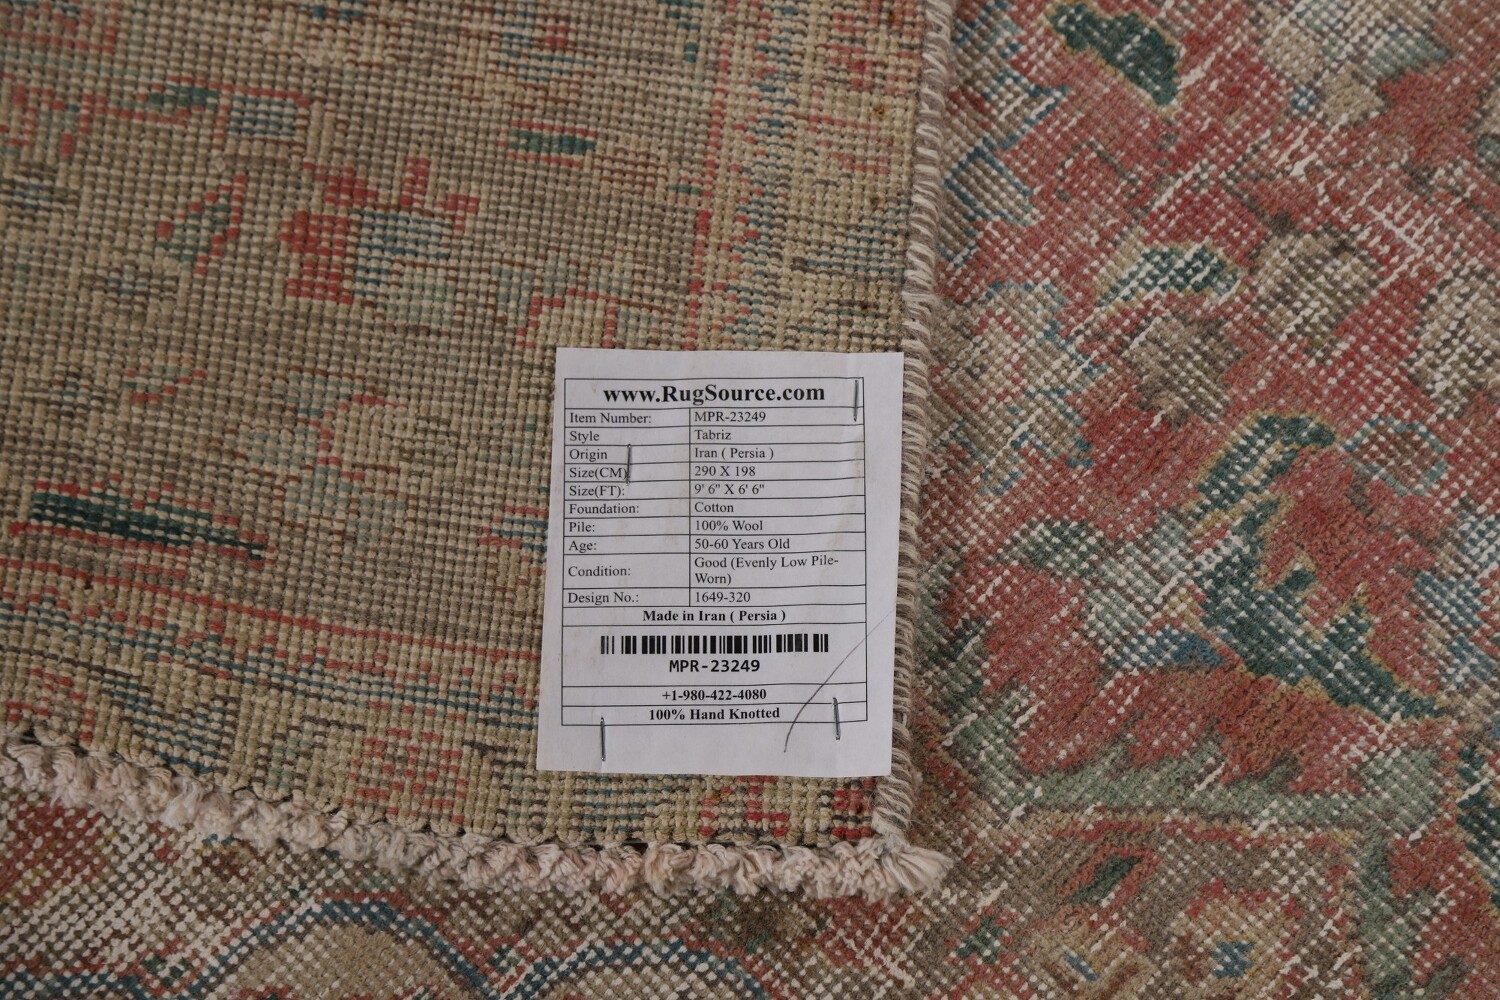 www.RugSource.com
Item Number: MPR-23249
Style Tabriz
Origin Iran ( Persia )
Size(CM) 290 X 198
Size(FT): 9' 6" X 6' 6"
Foundation: Cotton
Pile: 100% Wool
Age: 50-60 Years Old
Condition: Good (Evenly Low Pile-
Worn)
Design No.: 1649-320
Made in Iran ( Persia )
MPR-23249
+1-980-422-4080
100% Hand Knotted